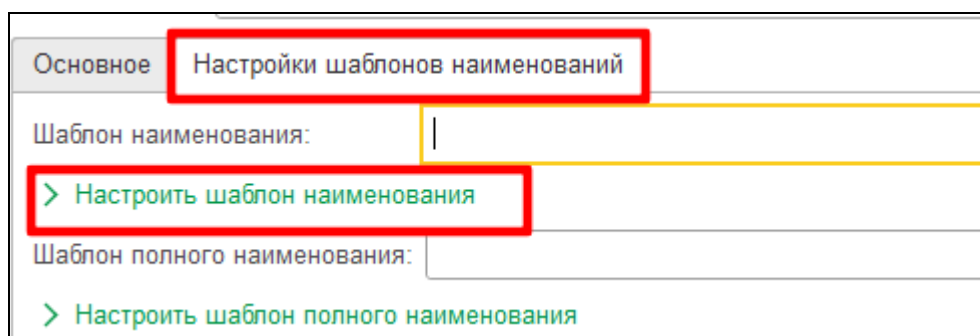 Основное Настройки шаблонов наименований
Шаблон наименования:
Настроить шаблон наименования
Шаблон полного наименования:
Настроить шаблон полного наименования